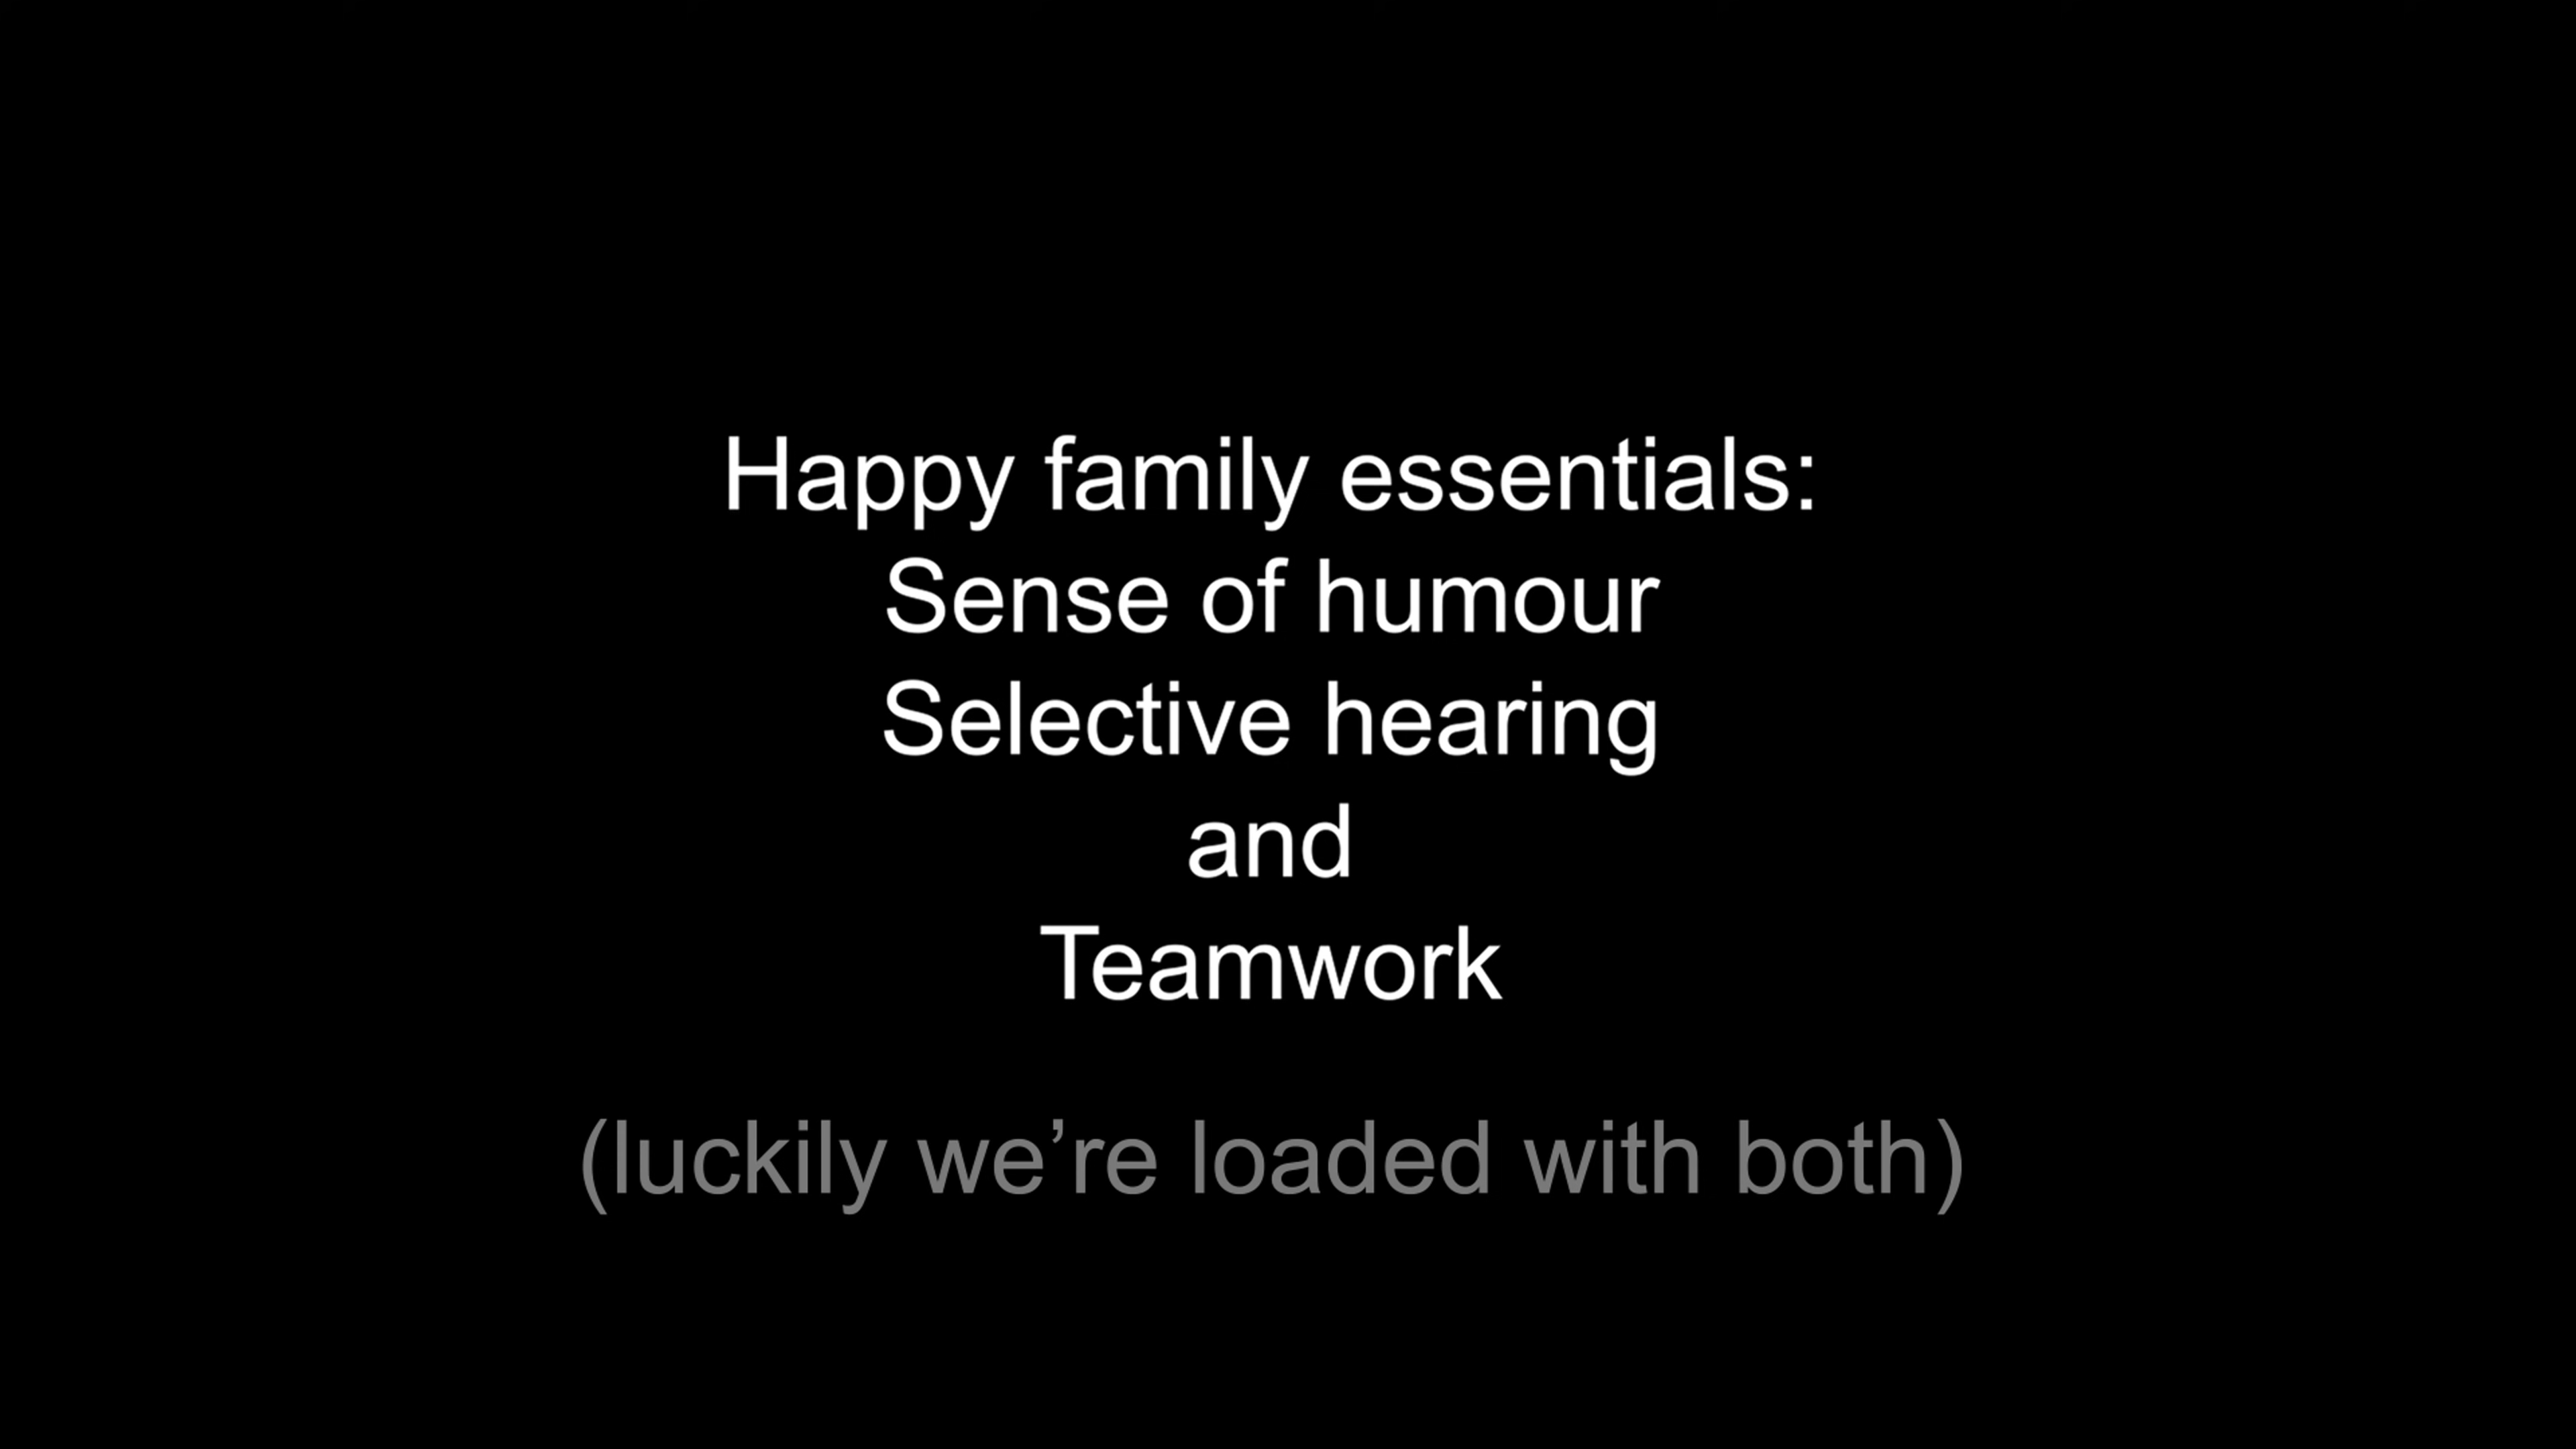 Happy family essentials:
Sense of humour
Selective hearing
and
Teamwork
(luckily we’re loaded with both)